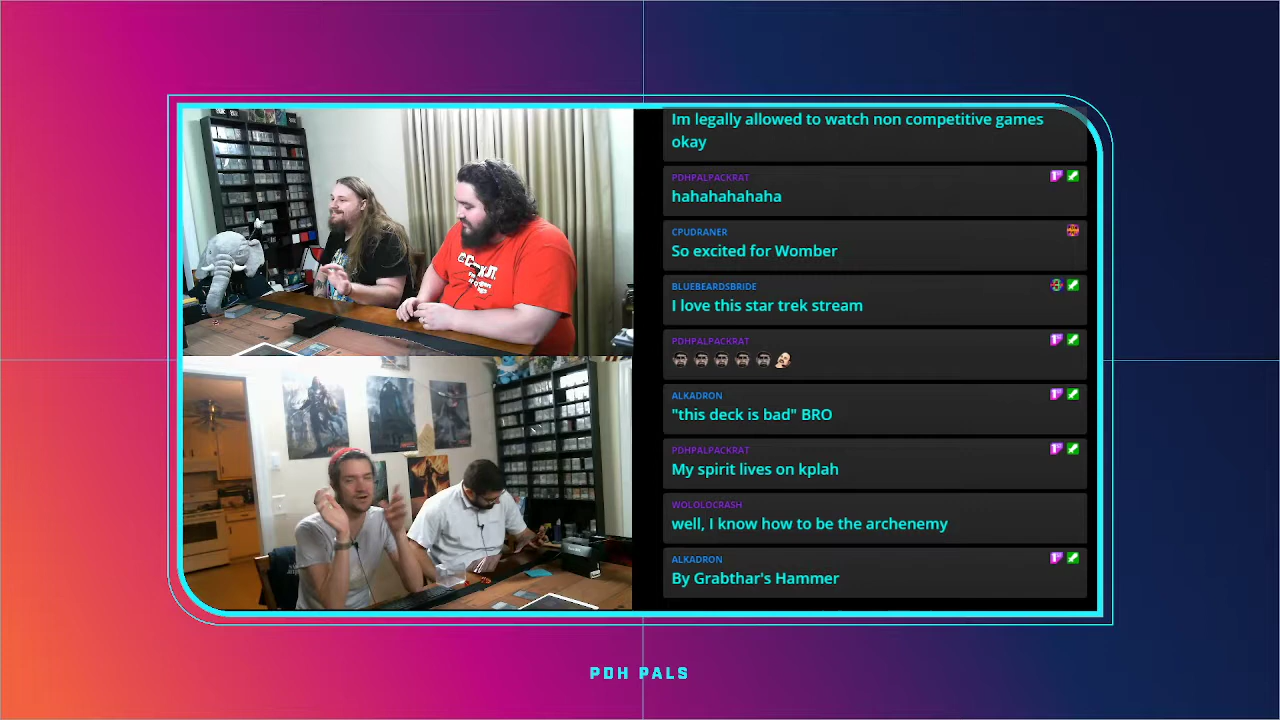 Im legally allowed to watch non competitive games
okay
PDHPALPACKRAT
hahahahahaha
CPUDRANER
So excited for Womber
BLUEBEARDSBRIDE
I love this star trek stream
PDHPALPACKRAT
ALKADRON
"this deck is bad" BRO
PDHPALPACKRAT
My spirit lives on kplah
WOLOLOCRASH
well, I know how to be the archenemy
ALKADRON
By Grabthar's Hammer
PDH PALS